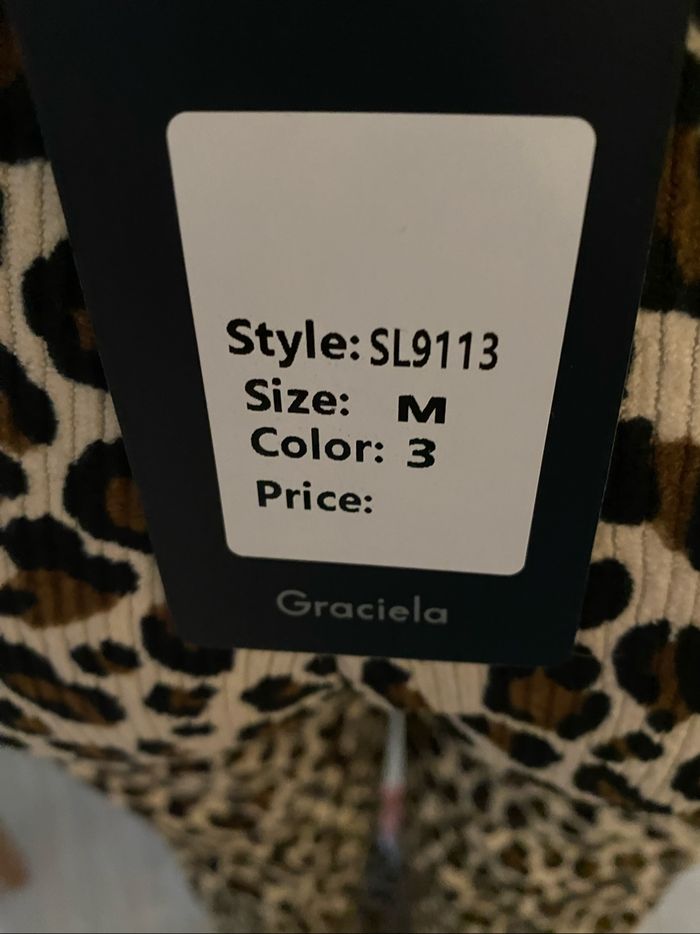 Style: SL9113
Size: M
Color: 3
Price:
Graciela